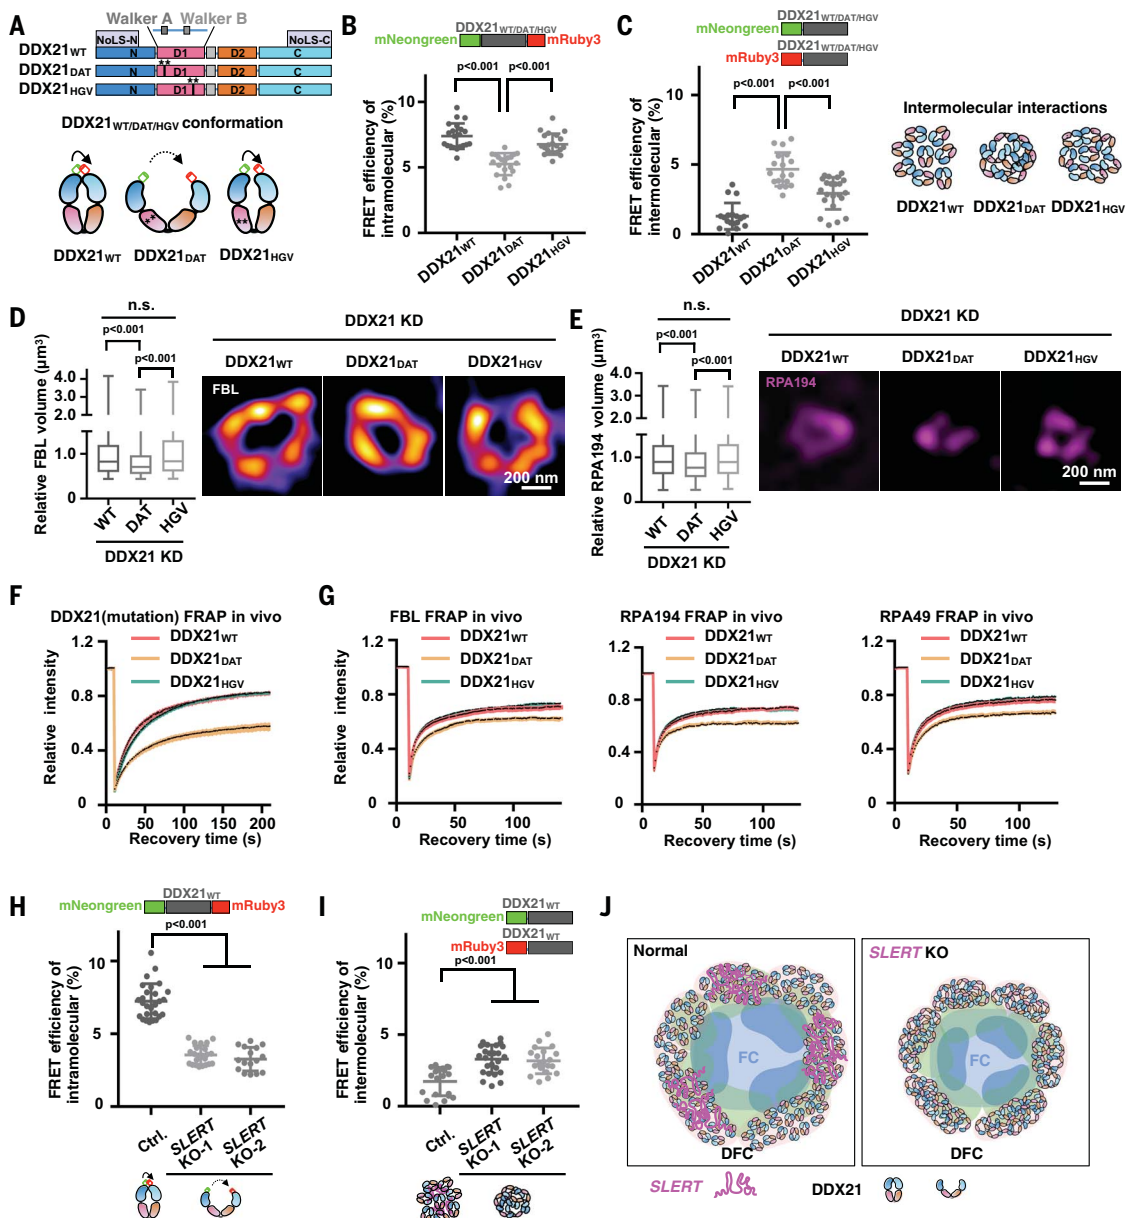 A
Walker A Walker B
NoLS-N NoLS-C
DDX21WT N D1 D2 C
**
DDX21DAT N D1 D2 C
**
DDX21HGV N D1 D2 C
DDX21WT/DAT/HGV conformation
**
**
DDX21WT DDX21DAT DDX21HGV
B
DDX21WT/DAT/HGV
mNeongreen mRuby3
p<0.001 p<0.001
FRET efficiency of
intramolecular (%)
10
5
0
DDX21WT DDX21DAT DDX21HGV
C
DDX21WT/DAT/HGV
mNeongreen
DDX21WT/DAT/HGV
mRuby3
p<0.001 p<0.001
FRET efficiency of
intermolecular (%)
10
5
0
DDX21WT DDX21DAT DDX21HGV
Intermolecular interactions
DDX21WT DDX21DAT DDX21HGV
D
n.s.
p<0.001
p<0.001
Relative FBL volume (µm³)
4.0
3.0
2.0
1.0
0
WT DAT HGV
DDX21 KD
DDX21 KD
DDX21WT DDX21DAT DDX21HGV
FBL
200 nm
E
n.s.
p<0.001
p<0.001
Relative RPA194 volume (µm³)
4.0
3.0
2.0
1.0
0
WT DAT HGV
DDX21 KD
DDX21 KD
DDX21WT DDX21DAT DDX21HGV
RPA194
200 nm
F
DDX21(mutation) FRAP in vivo
DDX21WT
DDX21DAT
DDX21HGV
Relative intensity
1.2
0.8
0.4
0
0 50 100 150 200
Recovery time (s)
G
FBL FRAP in vivo
DDX21WT
DDX21DAT
DDX21HGV
Relative intensity
1.2
0.8
0.4
0
0 50 100
Recovery time (s)
RPA194 FRAP in vivo
DDX21WT
DDX21DAT
DDX21HGV
1.2
0.8
0.4
0
0 50 100
Recovery time (s)
RPA49 FRAP in vivo
DDX21WT
DDX21DAT
DDX21HGV
1.2
0.8
0.4
0
0 50 100
Recovery time (s)
H
DDX21WT
mNeongreen mRuby3
p<0.001
FRET efficiency of
intramolecular (%)
10
5
0
Ctrl. SLERT KO-1 SLERT KO-2
I
DDX21WT
mNeongreen
DDX21WT
mRuby3
p<0.001
FRET efficiency of
intermolecular (%)
10
5
0
Ctrl. SLERT KO-1 SLERT KO-2
J
Normal
FC
DFC
SLERT KO
FC
DFC
SLERT DDX21